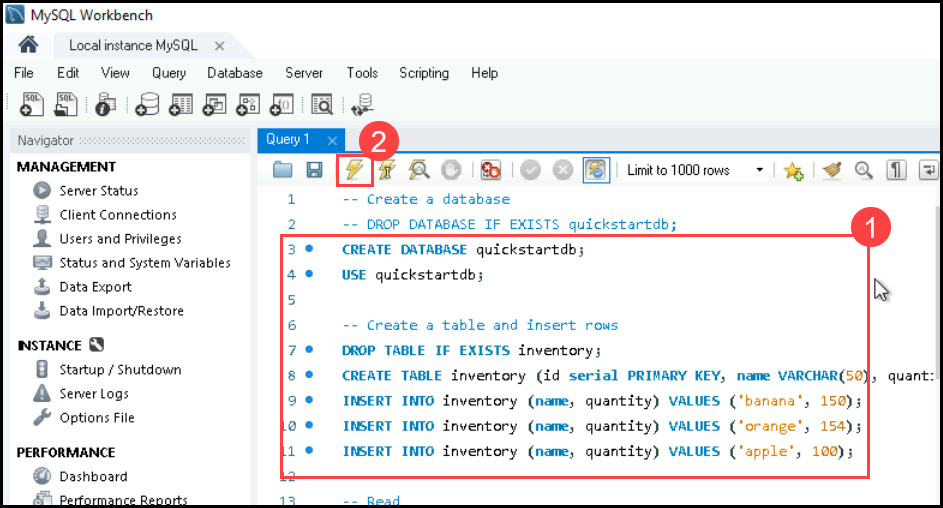 MySQL Workbench
Local instance MySQL ×
File Edit View Query Database Server Tools Scripting Help
SQL SQL
Navigator
Query 1 ×
2
MANAGEMENT
Server Status
Client Connections
Users and Privileges
Status and System Variables
Data Export
Data Import/Restore
INSTANCE
Startup / Shutdown
Server Logs
Options File
PERFORMANCE
Dashboard
Performance Reports
Limit to 1000 rows
1
1 -- Create a database
2 -- DROP DATABASE IF EXISTS quickstartdb;
3 CREATE DATABASE quickstartdb;
4 USE quickstartdb;
5
6 -- Create a table and insert rows
7 DROP TABLE IF EXISTS inventory;
8 CREATE TABLE inventory (id serial PRIMARY KEY, name VARCHAR(50), quant
9 INSERT INTO inventory (name, quantity) VALUES ('banana', 150);
10 INSERT INTO inventory (name, quantity) VALUES ('orange', 154);
11 INSERT INTO inventory (name, quantity) VALUES ('apple', 100);
12
13 -- Read